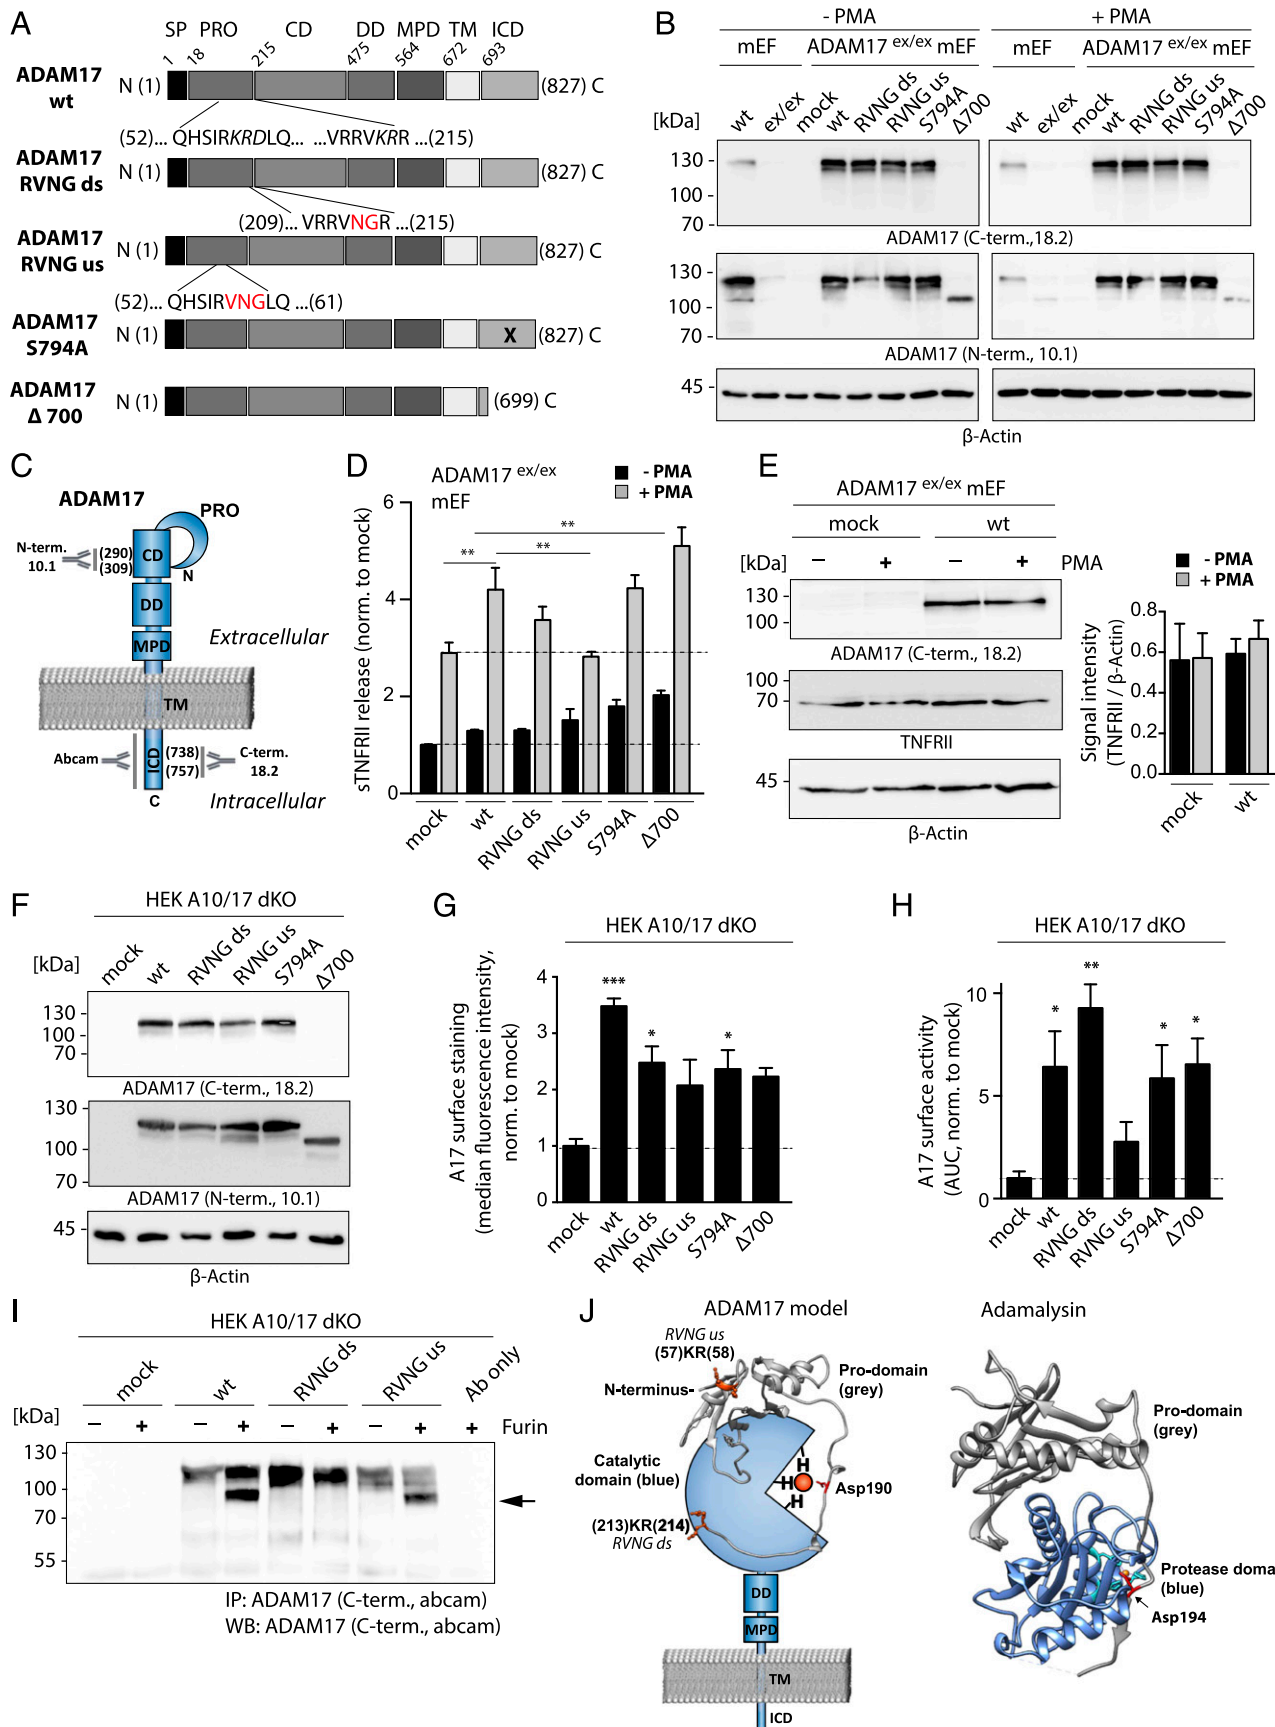 A
SP PRO CD DD MPD TM ICD
1 18 215 475 564 672 693
ADAM17
wt
N (1) (827) C
(52)... QHSIRKRDLQ... ...VRRVKRR ...(215)
ADAM17
RVNG ds
N (1) (827) C
(209)... VRRVNGR ...(215)
ADAM17
RVNG us
N (1) (827) C
(52)... QHSIRVNGLQ ...(61)
ADAM17
S794A
N (1) X (827) C
ADAM17
Δ 700
N (1) (699) C
B
- PMA + PMA
mEF ADAM17 ex/ex mEF mEF ADAM17 ex/ex mEF
[kDa] wt ex/ex mock wt RVNG ds RVNG us S794A Δ700 wt ex/ex mock wt RVNG ds RVNG us S794A Δ700
130 -
100 -
70 -
ADAM17 (C-term.,18.2)
130 -
100 -
70 -
ADAM17 (N-term., 10.1)
45 -
β-Actin
C
ADAM17
PRO
N-term.
10.1
(290)
(309)
CD
N
DD
MPD
Extracellular
TM
Abcam
ICD
(738)
(757)
C-term.
18.2
C
Intracellular
D
ADAM17 ex/ex
mEF
- PMA
+ PMA
sTNFRII release (norm. to mock)
6
4
2
0
** ** **
mock wt RVNG ds RVNG us S794A Δ700
E
ADAM17 ex/ex mEF
mock wt
[kDa] – + – + PMA
130 -
100 -
ADAM17 (C-term., 18.2)
100 -
70 -
TNFRII
45 -
β-Actin
- PMA
+ PMA
Signal intensity
(TNFRII / β-Actin)
0.8
0.6
0.4
0.2
0.0
mock wt
F
HEK A10/17 dKO
[kDa] mock wt RVNG ds RVNG us S794A Δ700
130 -
100 -
70 -
ADAM17 (C-term., 18.2)
130 -
100 -
70 -
ADAM17 (N-term., 10.1)
45 -
β-Actin
G
HEK A10/17 dKO
A17 surface staining
(median fluorescence intensity,
norm. to mock)
4
3
2
1
0
*** * *
mock wt RVNG ds RVNG us S794A Δ700
H
HEK A10/17 dKO
A17 surface activity
(AUC, norm. to mock)
10
5
0
* ** * *
mock wt RVNG ds RVNG us S794A Δ700
I
HEK A10/17 dKO
mock wt RVNG ds RVNG us Ab only
[kDa] – + – + – + – + + Furin
130 -
100 -
70 -
55 -
IP: ADAM17 (C-term., abcam)
WB: ADAM17 (C-term., abcam)
J
ADAM17 model Adamalysin
RVNG us
(57)KR(58)
N-terminus-
Pro-domain
(grey)
Catalytic
domain (blue)
H
H
H
Asp190
(213)KR(214)
RVNG ds
DD
MPD
TM
ICD
Pro-domain
(grey)
Protease doma
(blue)
Asp194